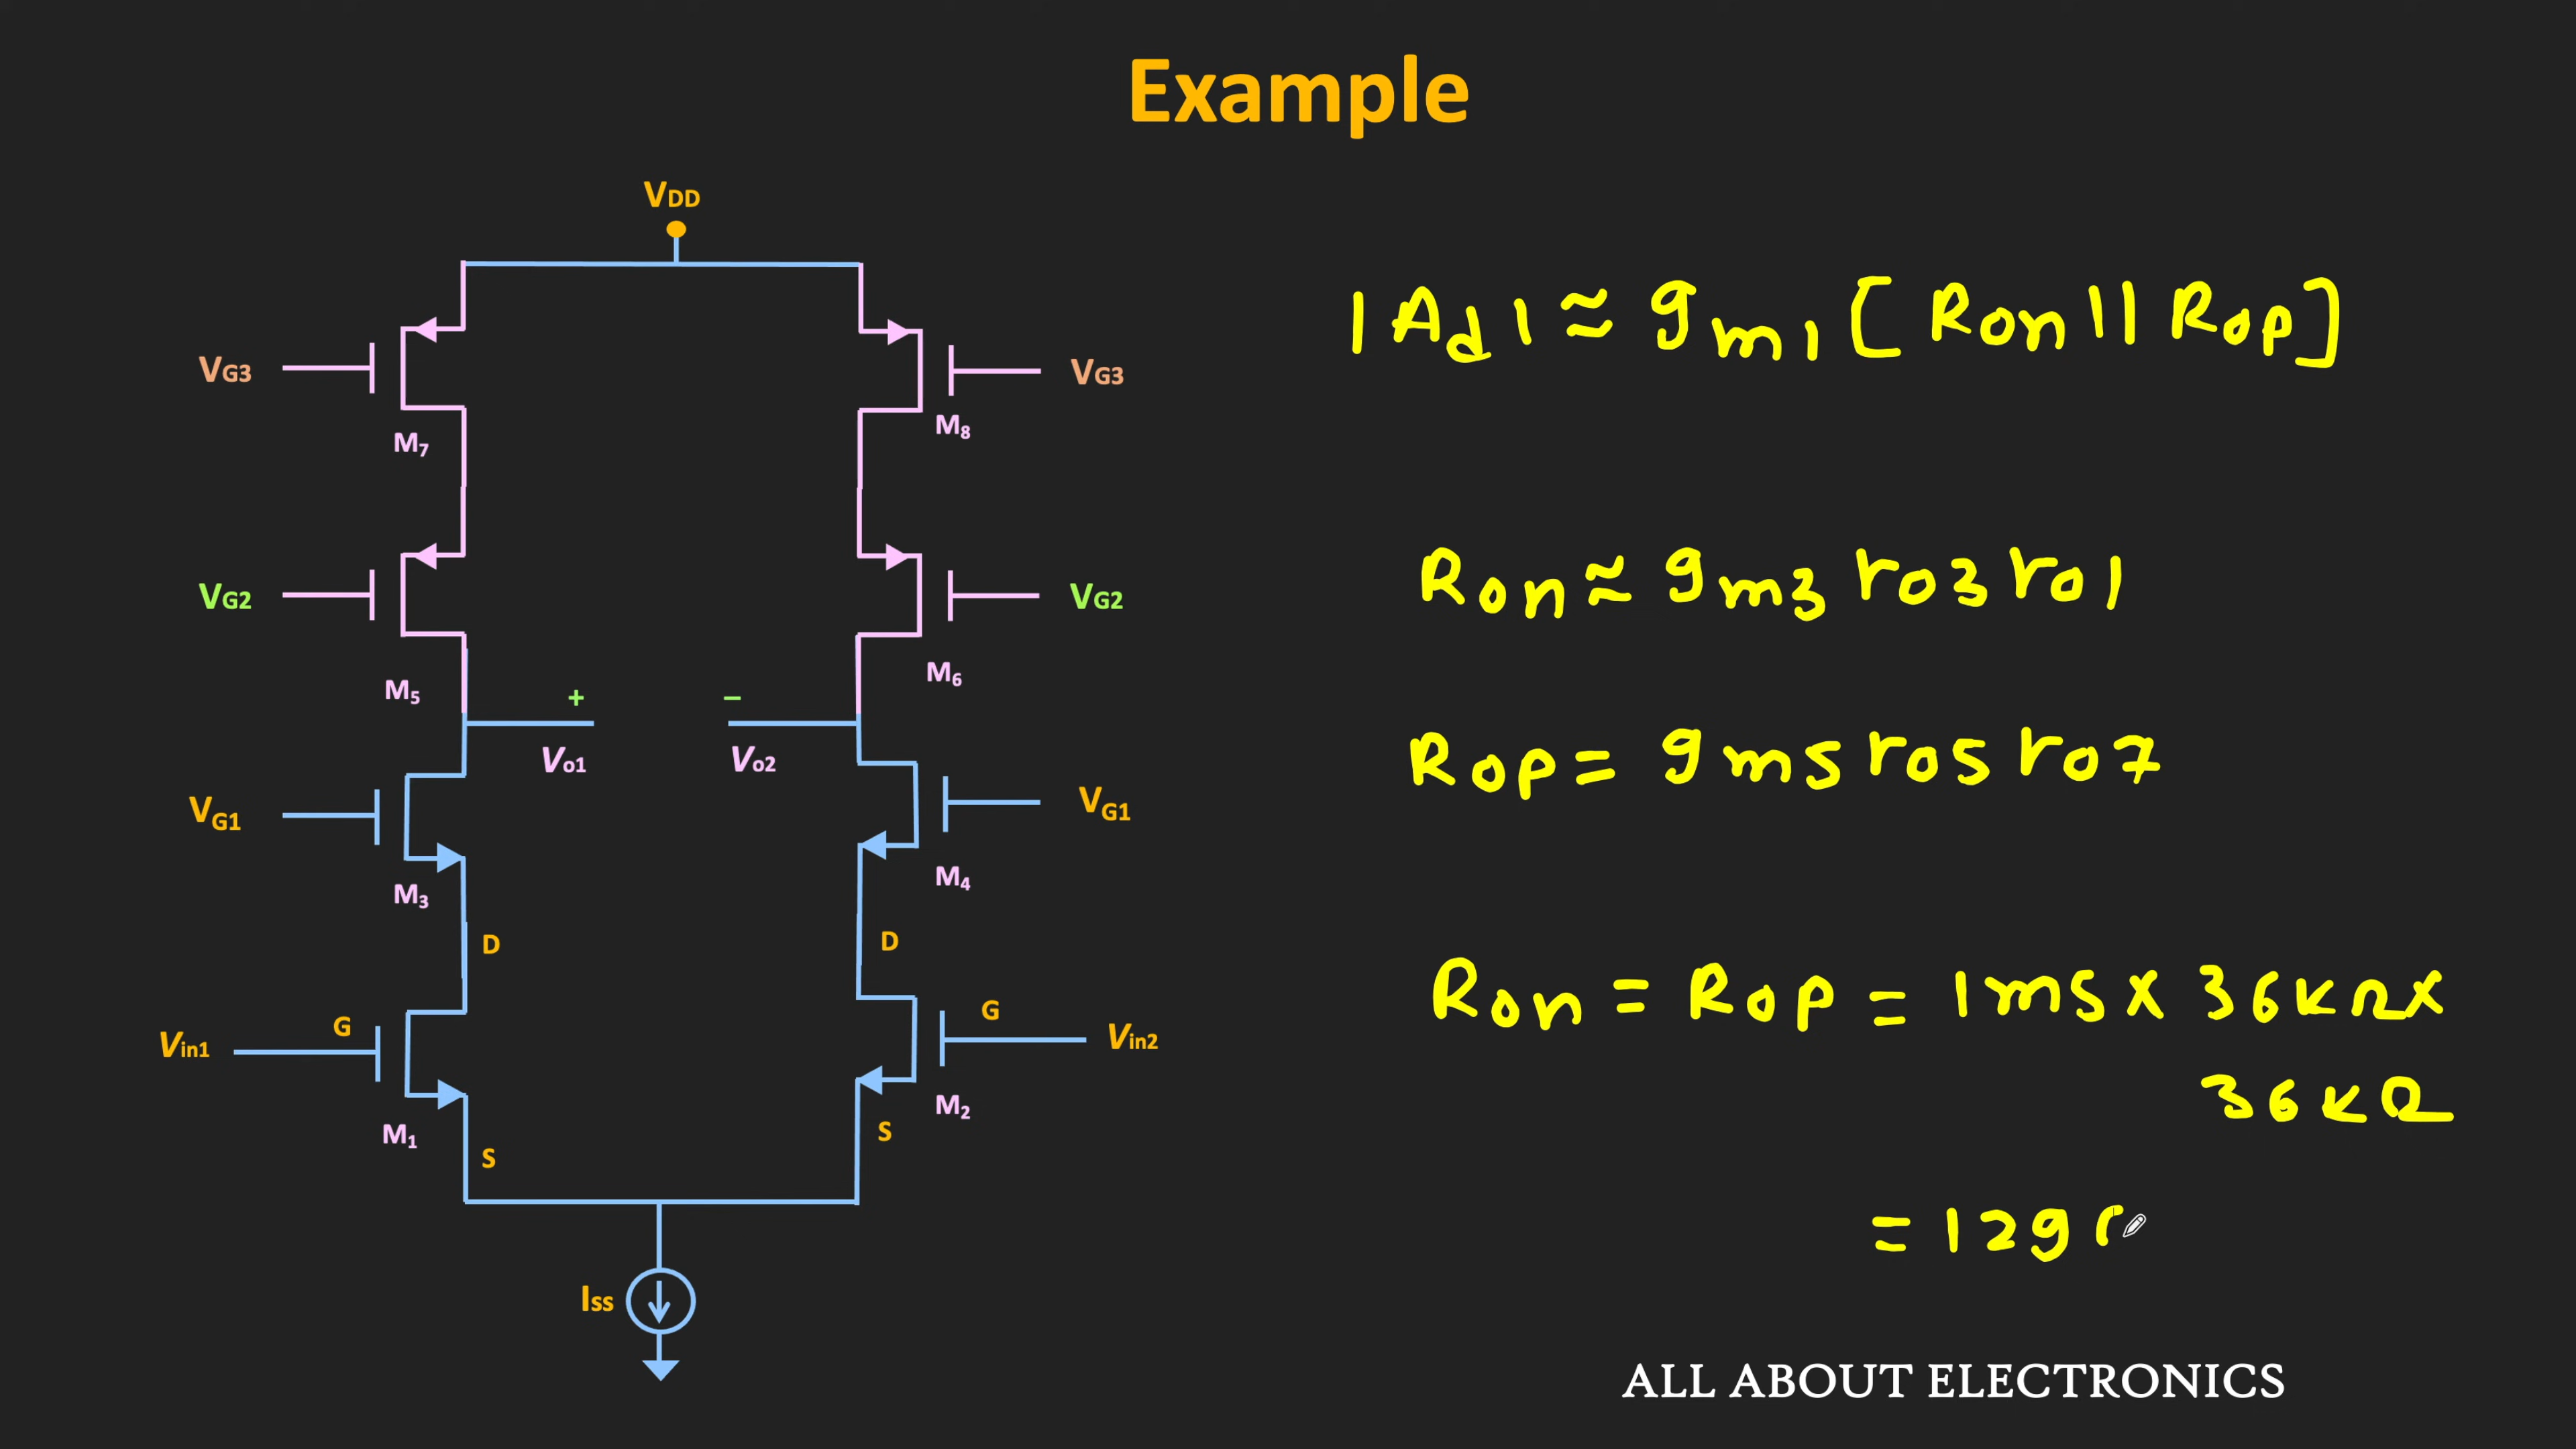 Example
VDD
VG3
VG3
M7
M8
VG2
VG2
M5
M6
+
–
Vo1
Vo2
VG1
VG1
M3
M4
D
D
Vin1
G
G
Vin2
M1
M2
S
S
Iss
|Ad| ≈ gm1 [Ron || Rop]
Ron ≈ gm3 ro3 ro1
Rop = gm5 ro5 ro7
Ron = Rop = 1mS × 36kΩ ×
36kΩ
= 129
ALL ABOUT ELECTRONICS